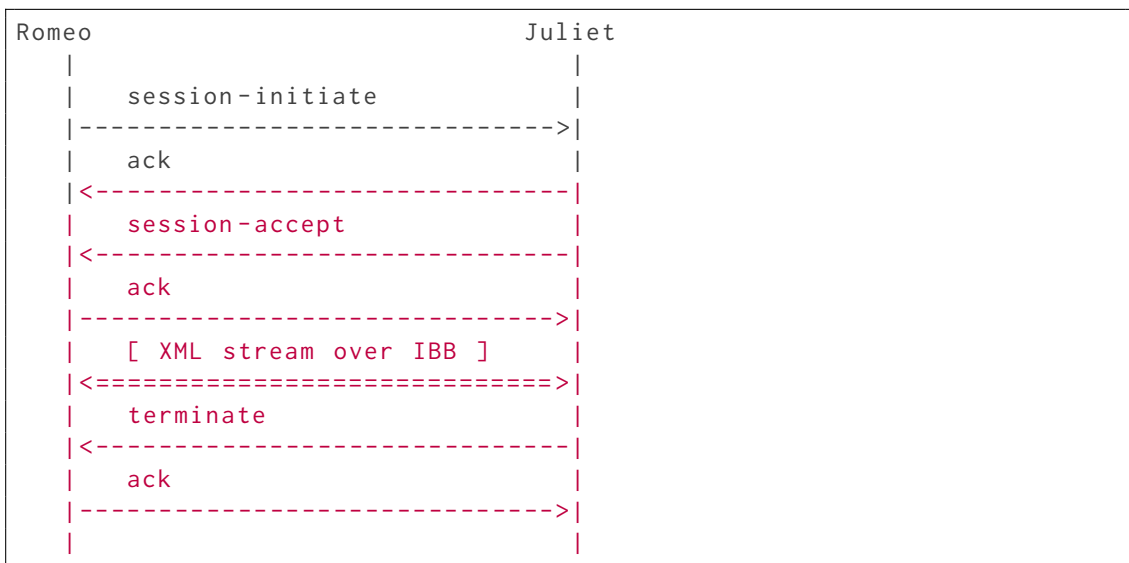 Romeo                           Juliet
   |                               |
   |   session-initiate            |
   |------------------------------>|
   |   ack                         |
   |<------------------------------|
   |   session-accept              |
   |<------------------------------|
   |   ack                         |
   |------------------------------>|
   |   [ XML stream over IBB ]     |
   |<=============================>|
   |   terminate                   |
   |<------------------------------|
   |   ack                         |
   |------------------------------>|
   |                               |